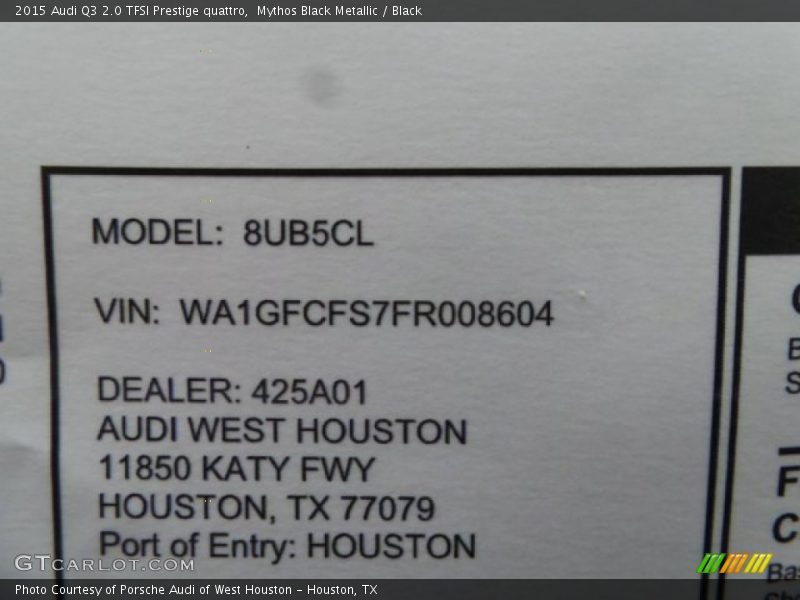 2015 Audi Q3 2.0 TFSI Prestige quattro,  Mythos Black Metallic / Black
MODEL: 8UB5CL
VIN: WA1GFCFS7FR008604
DEALER: 425A01
AUDI WEST HOUSTON
11850 KATY FWY
HOUSTON, TX 77079
Port of Entry: HOUSTON
GTCARLOT.COM
Photo Courtesy of Porsche Audi of West Houston – Houston, TX